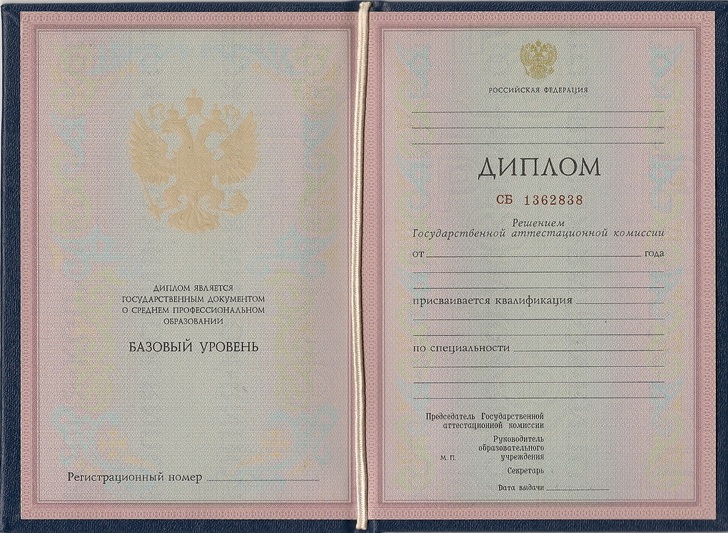 ДИПЛОМ ЯВЛЯЕТСЯ
ГОСУДАРСТВЕННЫМ ДОКУМЕНТОМ
О СРЕДНЕМ ПРОФЕССИОНАЛЬНОМ
ОБРАЗОВАНИИ
БАЗОВЫЙ УРОВЕНЬ
Регистрационный номер
РОССИЙСКАЯ ФЕДЕРАЦИЯ
ДИПЛОМ
СБ 1362838
Решением
Государственной аттестационной комиссии
от года
присваивается квалификация
по специальности
Председатель Государственной
аттестационной комиссии
Руководитель
образовательного
М.П. учреждения
Секретарь
Дата выдачи